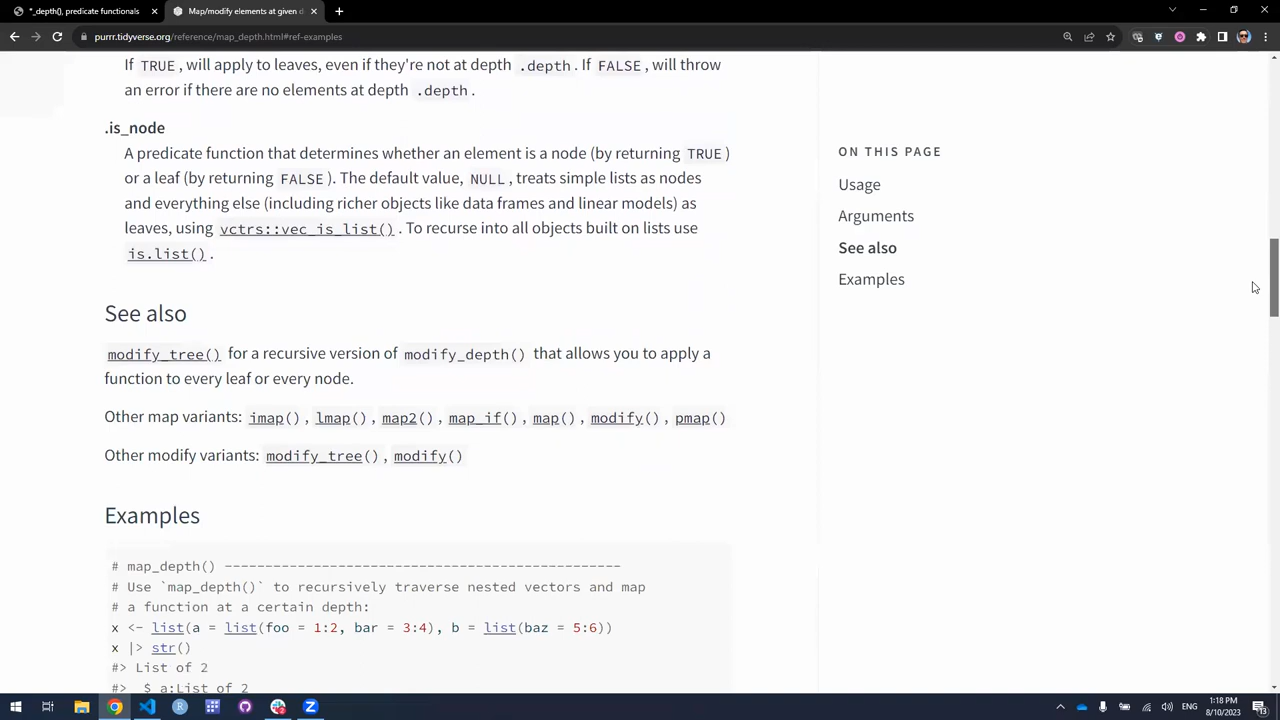 *_depth(), predicate functionals
Map/modify elements at given d
purrr.tidyverse.org/reference/map_depth.html#ref-examples
If TRUE, will apply to leaves, even if they're not at depth .depth. If FALSE, will throw
an error if there are no elements at depth .depth.
.is_node
A predicate function that determines whether an element is a node (by returning TRUE)
or a leaf (by returning FALSE). The default value, NULL, treats simple lists as nodes
and everything else (including richer objects like data frames and linear models) as
leaves, using vctrs::vec_is_list(). To recurse into all objects built on lists use
is.list().
See also
modify_tree() for a recursive version of modify_depth() that allows you to apply a
function to every leaf or every node.
Other map variants: imap(), lmap(), map2(), map_if(), map(), modify(), pmap()
Other modify variants: modify_tree(), modify()
Examples
# map_depth() -------------------------------------------------
# Use `map_depth()` to recursively traverse nested vectors and map
# a function at a certain depth:
x <- list(a = list(foo = 1:2, bar = 3:4), b = list(baz = 5:6))
x |> str()
#> List of 2
#>  $ a:List of 2
ON THIS PAGE
Usage
Arguments
See also
Examples
ENG
1:18 PM
8/10/2023
13